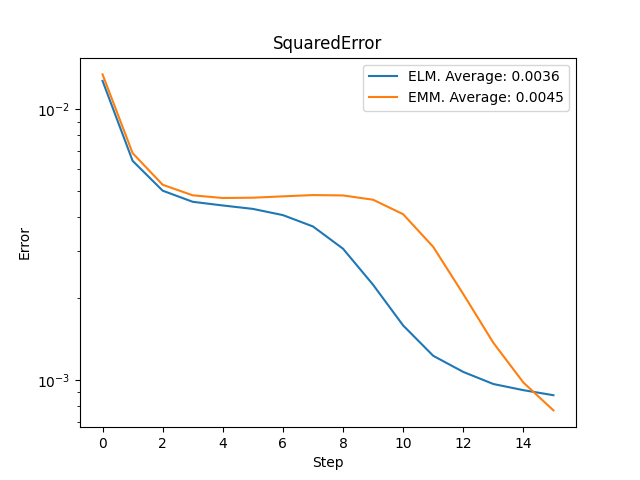 SquaredError
ELM. Average: 0.0036
EMM. Average: 0.0045
10⁻²
10⁻³
Error
0 2 4 6 8 10 12 14
Step